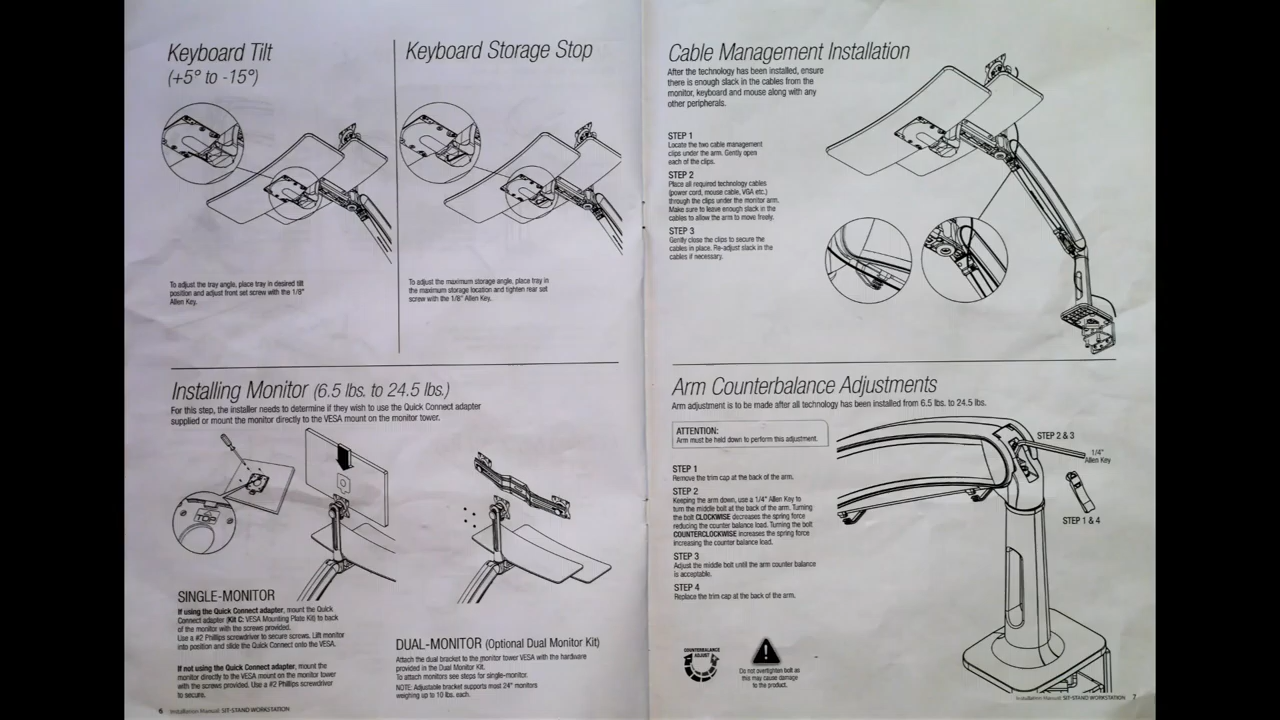 Keyboard Tilt
(+5° to -15°)
To adjust the tray angle, place tray in desired tilt
position and adjust front set screw with the 1/8"
Allen Key.
Keyboard Storage Stop
To adjust the maximum storage angle, place tray in
the maximum storage location and tighten rear set
screw with the 1/8" Allen Key.
Installing Monitor (6.5 lbs. to 24.5 lbs.)
For this step, the installer needs to determine if they wish to use the Quick Connect adapter
supplied or mount the monitor directly to the VESA mount on the monitor tower.
SINGLE-MONITOR
If using the Quick Connect adapter, mount the Quick
Connect adapter (Kit C: VESA Mounting Plate Kit) to back
of the monitor with the screws provided.
Use a #2 Phillips screwdriver to secure screws. Lift monitor
into position and slide the Quick Connect onto the VESA.
If not using the Quick Connect adapter, mount the
monitor directly to the VESA mount on the monitor tower
with the screws provided. Use a #2 Phillips screwdriver
to secure.
DUAL-MONITOR (Optional Dual Monitor Kit)
Attach the dual bracket to the monitor tower VESA with the hardware
provided in the Dual Monitor Kit.
To attach monitors see steps for single-monitor.
NOTE: Adjustable bracket supports most 24" monitors
weighing up to 10 lbs. each.
6 Installation Manual: SIT-STAND WORKSTATION
Cable Management Installation
After the technology has been installed, ensure
there is enough slack in the cables from the
monitor, keyboard and mouse along with any
other peripherals.
STEP 1
Locate the two cable management
clips under the arm. Gently open
each of the clips.
STEP 2
Place all required technology cables
(power cord, mouse cable, VGA etc.)
through the clips under the monitor arm.
Make sure to leave enough slack in the
cables to allow the arm to move freely.
STEP 3
Gently close the clips to secure the
cables in place. Re-adjust slack in the
cables if necessary.
Arm Counterbalance Adjustments
Arm adjustment is to be made after all technology has been installed from 6.5 lbs. to 24.5 lbs.
ATTENTION:
Arm must be held down to perform this adjustment.
STEP 1
Remove the trim cap at the back of the arm.
STEP 2
Keeping the arm down, use a 1/4" Allen Key to
turn the middle bolt at the back of the arm. Turning
the bolt CLOCKWISE decreases the spring force
reducing the counter balance load. Turning the bolt
COUNTERCLOCKWISE increases the spring force
increasing the counter balance load.
STEP 3
Adjust the middle bolt until the arm counter balance
is acceptable.
STEP 4
Replace the trim cap at the back of the arm.
STEP 2 & 3
1/4"
Allen Key
STEP 1 & 4
COUNTERBALANCE
ADJUST
Do not overtighten bolt as
this may cause damage
to the product.
Installation Manual: SIT-STAND WORKSTATION 7